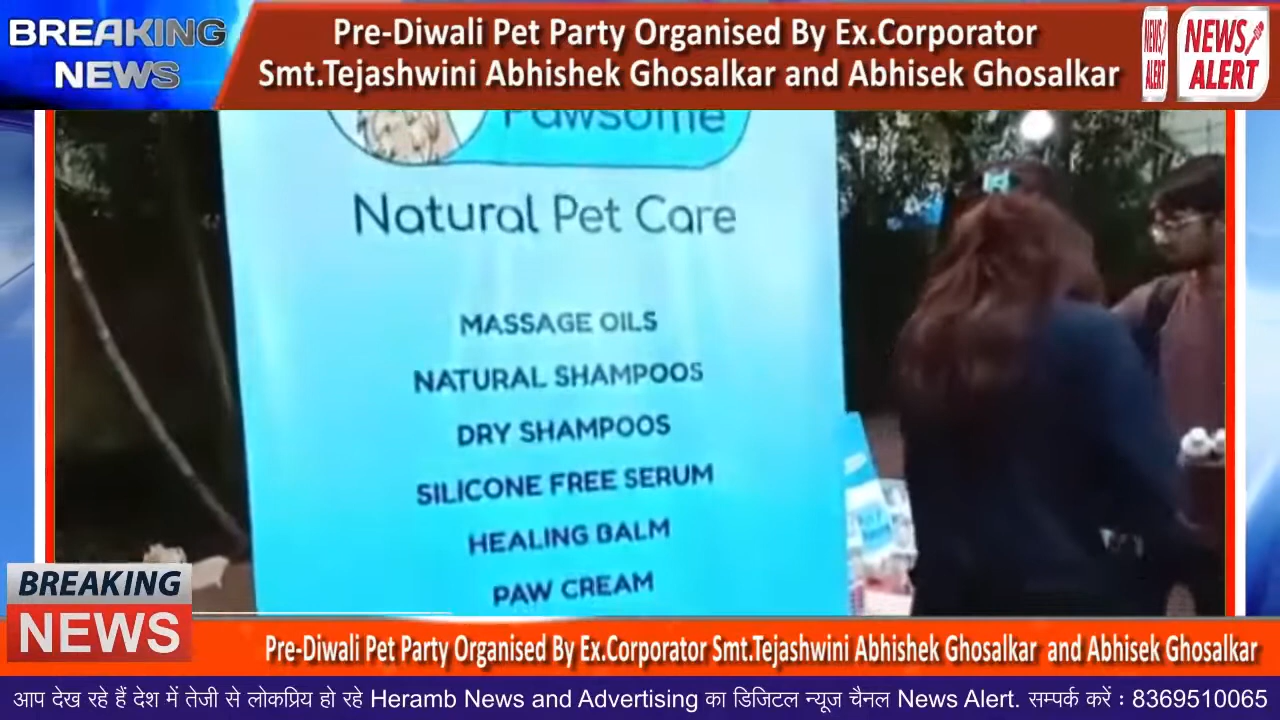 BREAKING
NEWS
Pre-Diwali Pet Party Organised By Ex.Corporator
Smt.Tejashwini Abhishek Ghosalkar and Abhisek Ghosalkar
NEWS/
ALERT
NEWS/
ALERT
Pawsome
Natural Pet Care
MASSAGE OILS
NATURAL SHAMPOOS
DRY SHAMPOOS
SILICONE FREE SERUM
HEALING BALM
PAW CREAM
BREAKING
NEWS
Pre-Diwali Pet Party Organised By Ex.Corporator Smt.Tejashwini Abhishek Ghosalkar and Abhisek Ghosalkar
आप देख रहे हैं देश में तेजी से लोकप्रिय हो रहे Heramb News and Advertising का डिजिटल न्यूज चैनल News Alert. सम्पर्क करें : 8369510065